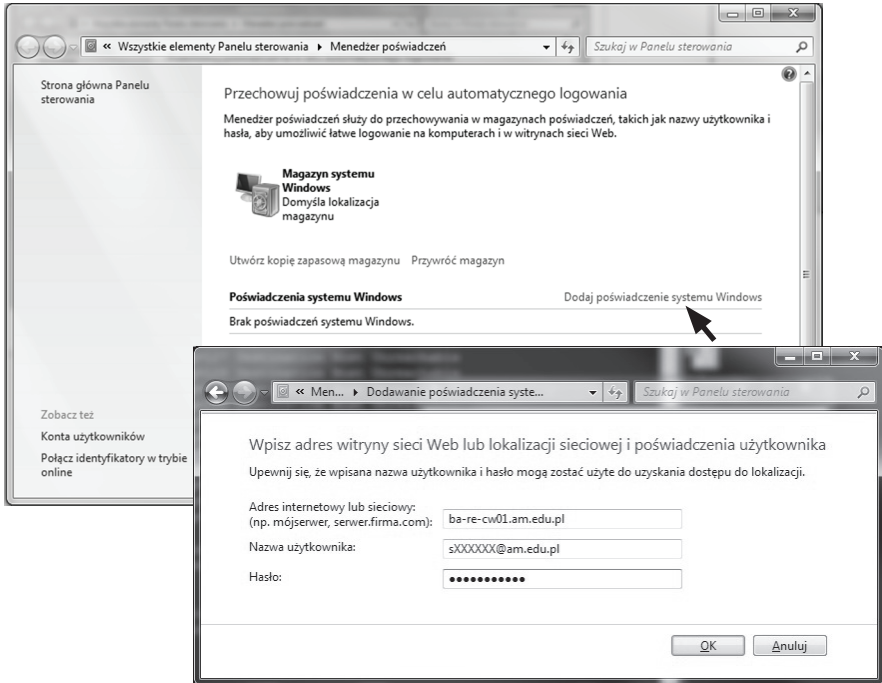 « Wszystkie elementy Panelu sterowania ▸ Menedżer poświadczeń
Szukaj w Panelu sterowania
Strona główna Panelu
sterowania
Przechowuj poświadczenia w celu automatycznego logowania
Menedżer poświadczeń służy do przechowywania w magazynach poświadczeń, takich jak nazwy użytkownika i
hasła, aby umożliwić łatwe logowanie na komputerach i w witrynach sieci Web.
Magazyn systemu
Windows
Domyśla lokalizacja
magazynu
Utwórz kopię zapasową magazynu Przywróć magazyn
Poświadczenia systemu Windows
Dodaj poświadczenie systemu Windows
Brak poświadczeń systemu Windows.
Zobacz też
Konta użytkowników
Połącz identyfikatory w trybie
online
« Men... ▸ Dodawanie poświadczenia syste...
Szukaj w Panelu sterowania
Wpisz adres witryny sieci Web lub lokalizacji sieciowej i poświadczenia użytkownika
Upewnij się, że wpisana nazwa użytkownika i hasło mogą zostać użyte do uzyskania dostępu do lokalizacji.
Adres internetowy lub sieciowy:
(np. mójserwer, serwer.firma.com):
ba-re-cw01.am.edu.pl
Nazwa użytkownika:
sXXXXXX@am.edu.pl
Hasło:
●●●●●●●●●●●
OK
Anuluj